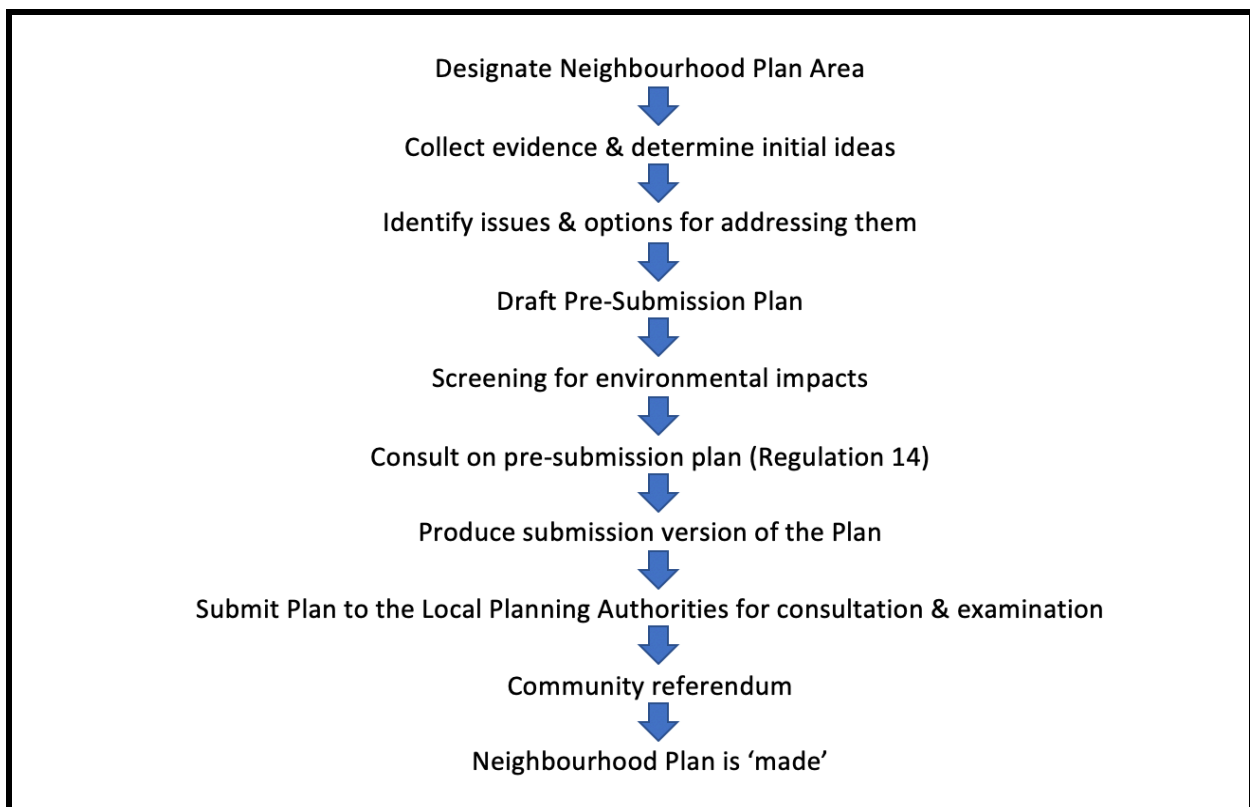 Designate Neighbourhood Plan Area
Collect evidence & determine initial ideas
Identify issues & options for addressing them
Draft Pre-Submission Plan
Screening for environmental impacts
Consult on pre-submission plan (Regulation 14)
Produce submission version of the Plan
Submit Plan to the Local Planning Authorities for consultation & examination
Community referendum
Neighbourhood Plan is ‘made’